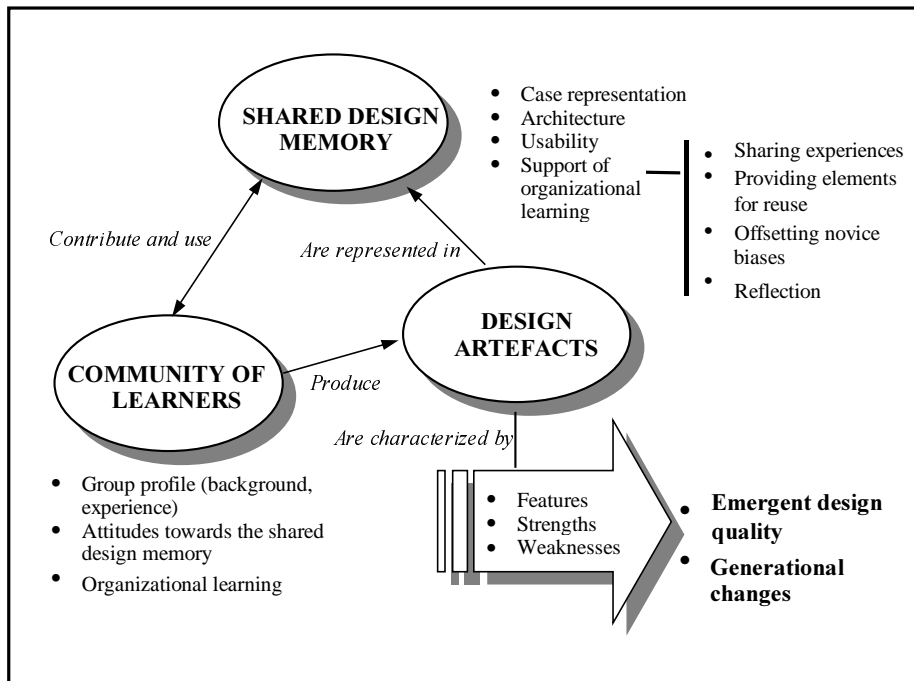 SHARED DESIGN
MEMORY
• Case representation
• Architecture
• Usability
• Support of
organizational
learning
• Sharing experiences
• Providing elements
for reuse
• Offsetting novice
biases
• Reflection
Contribute and use
Are represented in
DESIGN
ARTEFACTS
COMMUNITY OF
LEARNERS
Produce
Are characterized by
• Group profile (background,
experience)
• Attitudes towards the shared
design memory
• Organizational learning
• Features
• Strengths
• Weaknesses
• Emergent design
quality
• Generational
changes